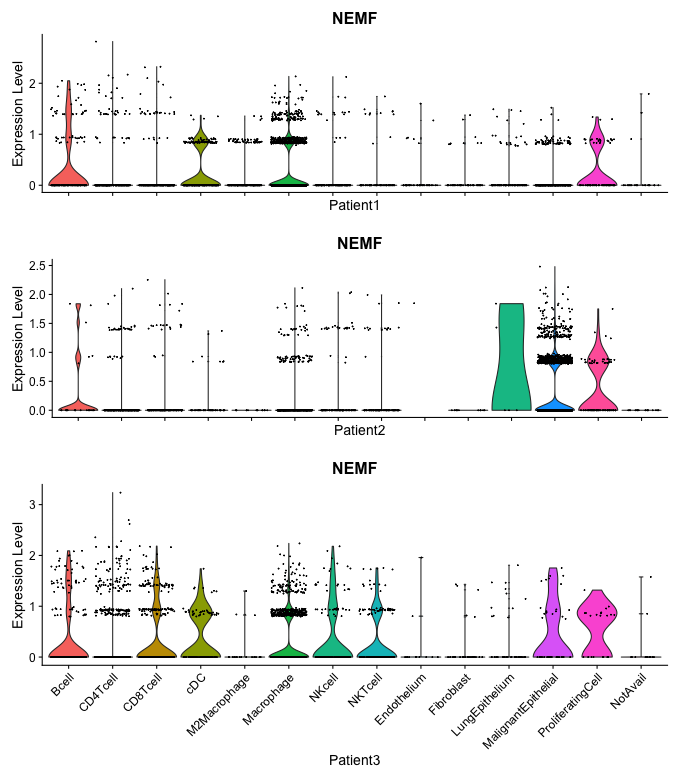 NEMF
Expression Level
2
1
0
Patient1
NEMF
Expression Level
2.5
2.0
1.5
1.0
0.5
0.0
Patient2
NEMF
Expression Level
3
2
1
0
Bcell
CD4Tcell
CD8Tcell
cDC
M2Macrophage
Macrophage
NKcell
NKTcell
Endothelium
Fibroblast
LungEpithelium
MalignantEpithelial
ProliferatingCell
NotAvail
Patient3